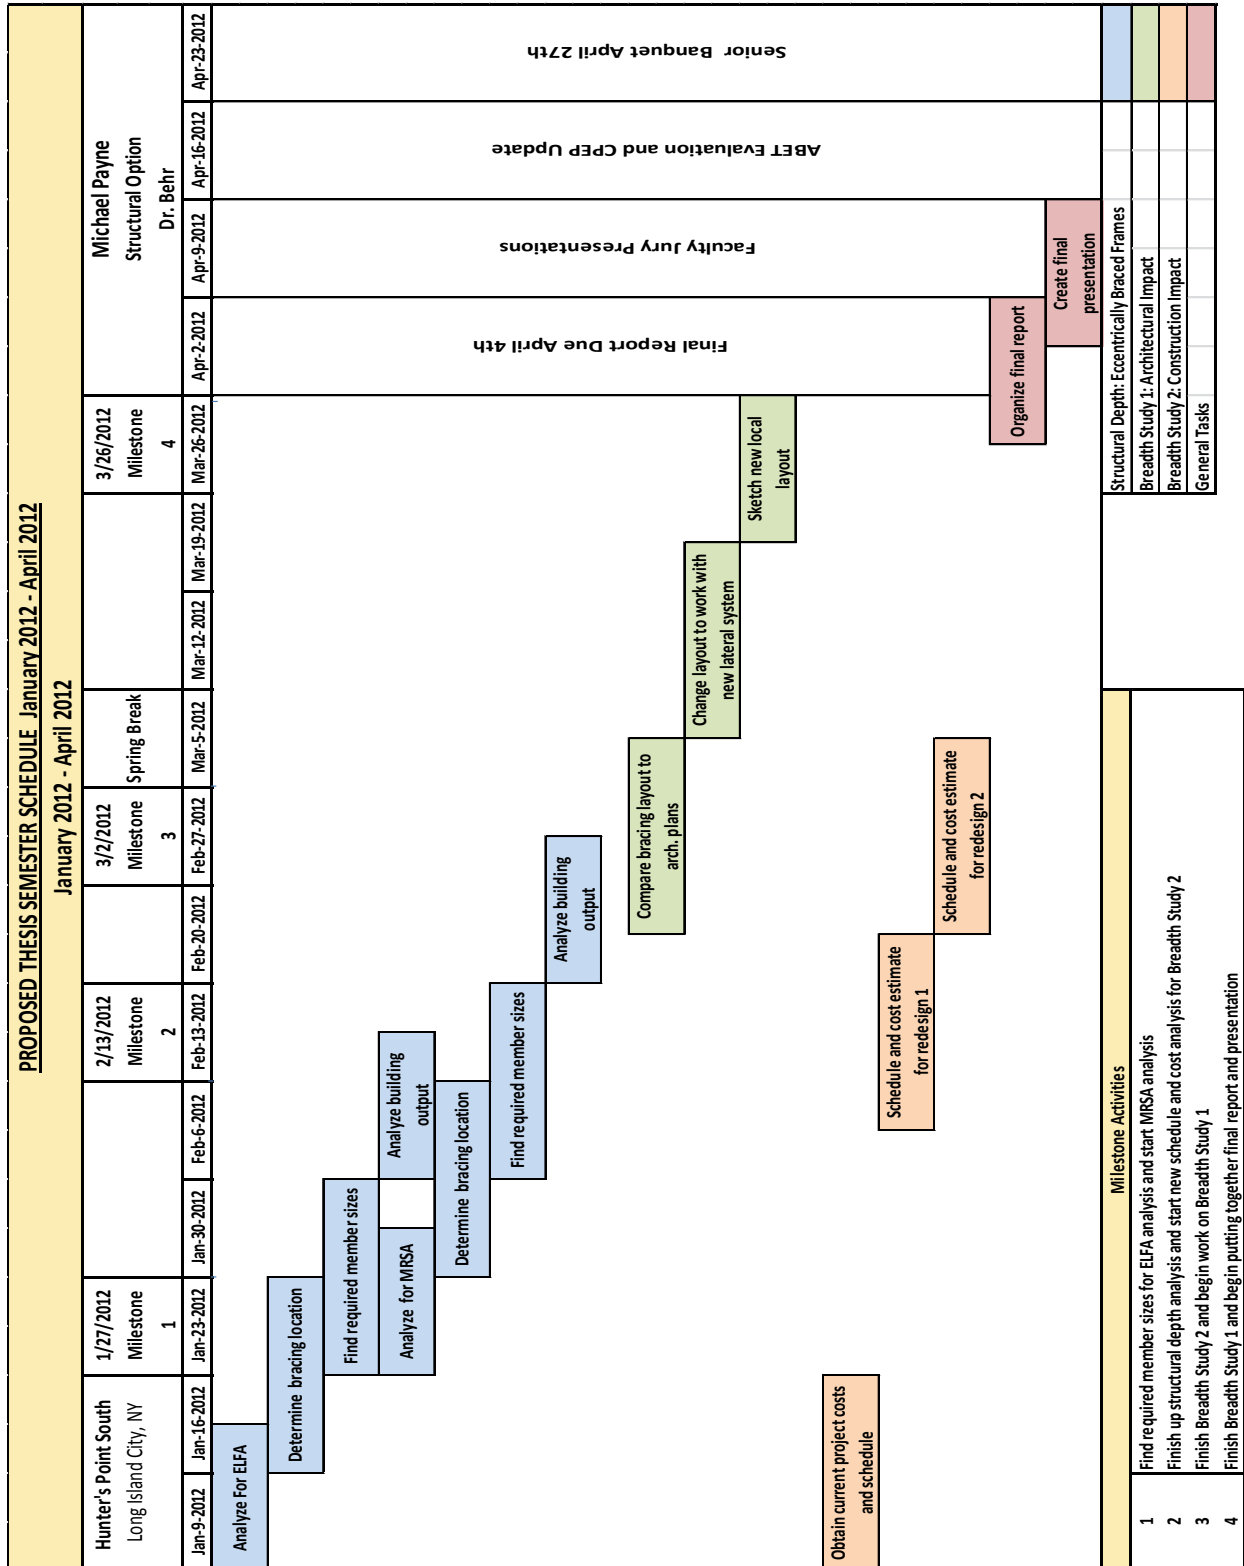 PROPOSED THESIS SEMESTER SCHEDULE January 2012 - April 2012
January 2012 - April 2012
Hunter's Point South
Long Island City, NY
1/27/2012
Milestone
1
2/13/2012
Milestone
2
3/2/2012
Milestone
3
Spring Break
3/26/2012
Milestone
4
Michael Payne
Structural Option
Dr. Behr
Jan-9-2012 Jan-16-2012 Jan-23-2012 Jan-30-2012 Feb-6-2012 Feb-13-2012 Feb-20-2012 Feb-27-2012 Mar-5-2012 Mar-12-2012 Mar-19-2012 Mar-26-2012 Apr-2-2012 Apr-9-2012 Apr-16-2012 Apr-23-2012
Analyze For ELFA
Determine bracing location
Find required member sizes
Analyze for MRSA
Analyze building
output
Determine bracing location
Find required member sizes
Analyze building
output
Compare bracing layout to
arch. plans
Change layout to work with
new lateral system
Sketch new local
layout
Obtain current project costs
and schedule
Schedule and cost estimate
for redesign 1
Schedule and cost estimate
for redesign 2
Organize final report
Create final
presentation
Final Report Due April 4th
Faculty Jury Presentations
ABET Evaluation and CPEP Update
Senior Banquet April 27th
Milestone Activities
1 Find required member sizes for ELFA analysis and start MRSA analysis
2 Finish up structural depth analysis and start new schedule and cost analysis for Breadth Study 2
3 Finish Breadth Study 2 and begin work on Breadth Study 1
4 Finish Breadth Study 1 and begin putting together final report and presentation
Structural Depth: Eccentrically Braced Frames
Breadth Study 1: Architectural Impact
Breadth Study 2: Construction Impact
General Tasks